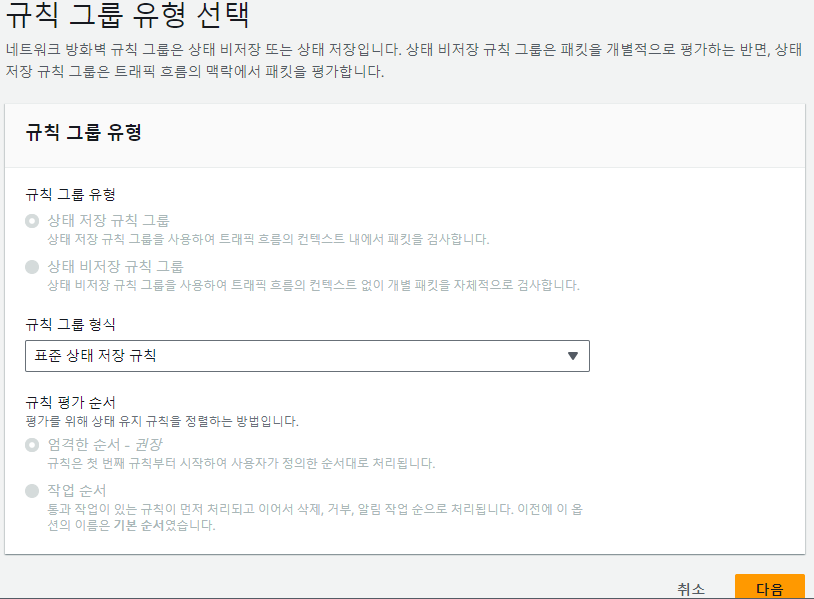 규칙 그룹 유형 선택
네트워크 방화벽 규칙 그룹은 상태 비저장 또는 상태 저장입니다. 상태 비저장 규칙 그룹은 패킷을 개별적으로 평가하는 반면, 상태
저장 규칙 그룹은 트래픽 흐름의 맥락에서 패킷을 평가합니다.
규칙 그룹 유형
규칙 그룹 유형
상태 저장 규칙 그룹
상태 저장 규칙 그룹을 사용하여 트래픽 흐름의 컨텍스트 내에서 패킷을 검사합니다.
상태 비저장 규칙 그룹
상태 비저장 규칙 그룹을 사용하여 트래픽 흐름의 컨텍스트 없이 개별 패킷을 자체적으로 검사합니다.
규칙 그룹 형식
표준 상태 저장 규칙
규칙 평가 순서
평가를 위해 상태 유지 규칙을 정렬하는 방법입니다.
엄격한 순서 - 권장
규칙은 첫 번째 규칙부터 시작하여 사용자가 정의한 순서대로 처리됩니다.
작업 순서
통과 작업이 있는 규칙이 먼저 처리되고 이어서 삭제, 거부, 알림 작업 순으로 처리됩니다. 이전에 이 옵
션의 이름은 기본 순서였습니다.
취소
다음